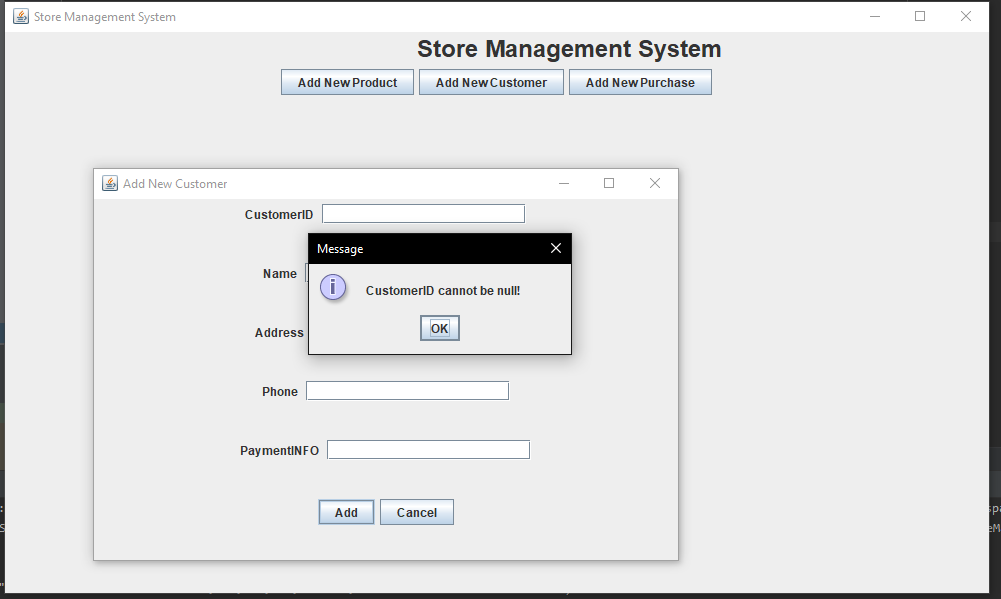 Store Management System
Store Management System
Add New Product Add New Customer Add New Purchase
Add New Customer
CustomerID
Message
Name
CustomerID cannot be null!
OK
Address
Phone
PaymentINFO
Add Cancel